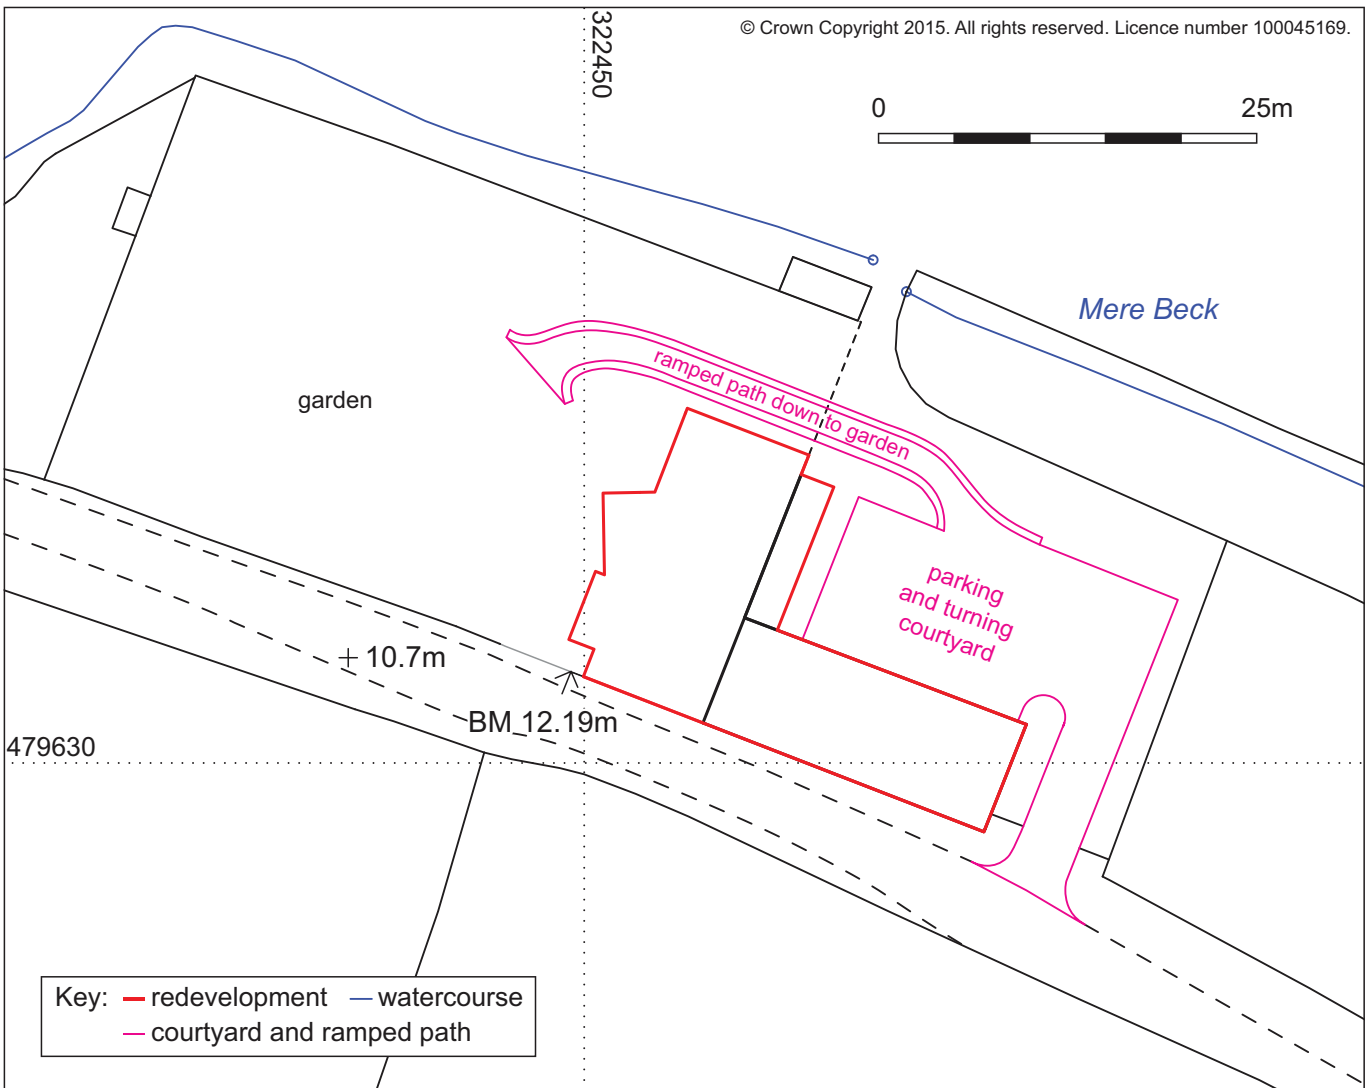 © Crown Copyright 2015. All rights reserved. Licence number 100045169.
322450
0 25m
Mere Beck
ramped path down to garden
garden
parking
and turning
courtyard
+ 10.7m
BM 12.19m
479630
Key: redevelopment watercourse
courtyard and ramped path